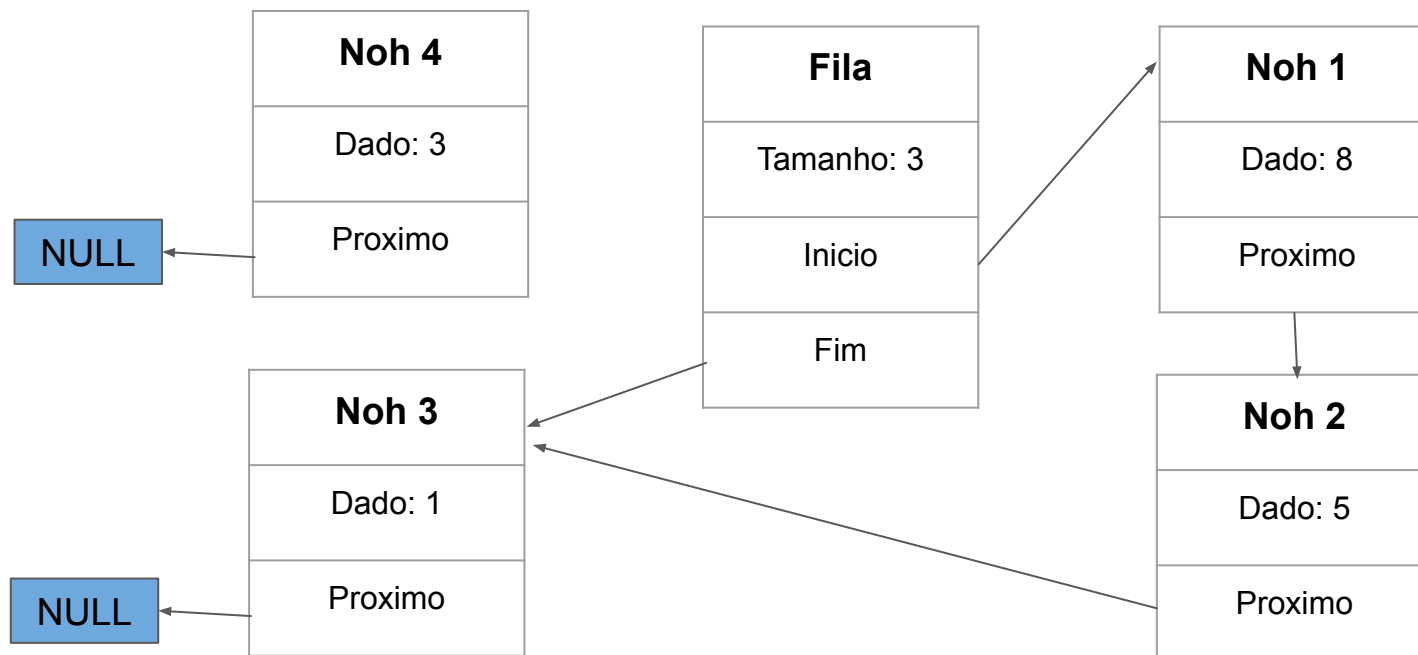 Noh 4
Dado: 3
Proximo
NULL
Fila
Tamanho: 3
Inicio
Fim
Noh 1
Dado: 8
Proximo
Noh 3
Dado: 1
Proximo
NULL
Noh 2
Dado: 5
Proximo